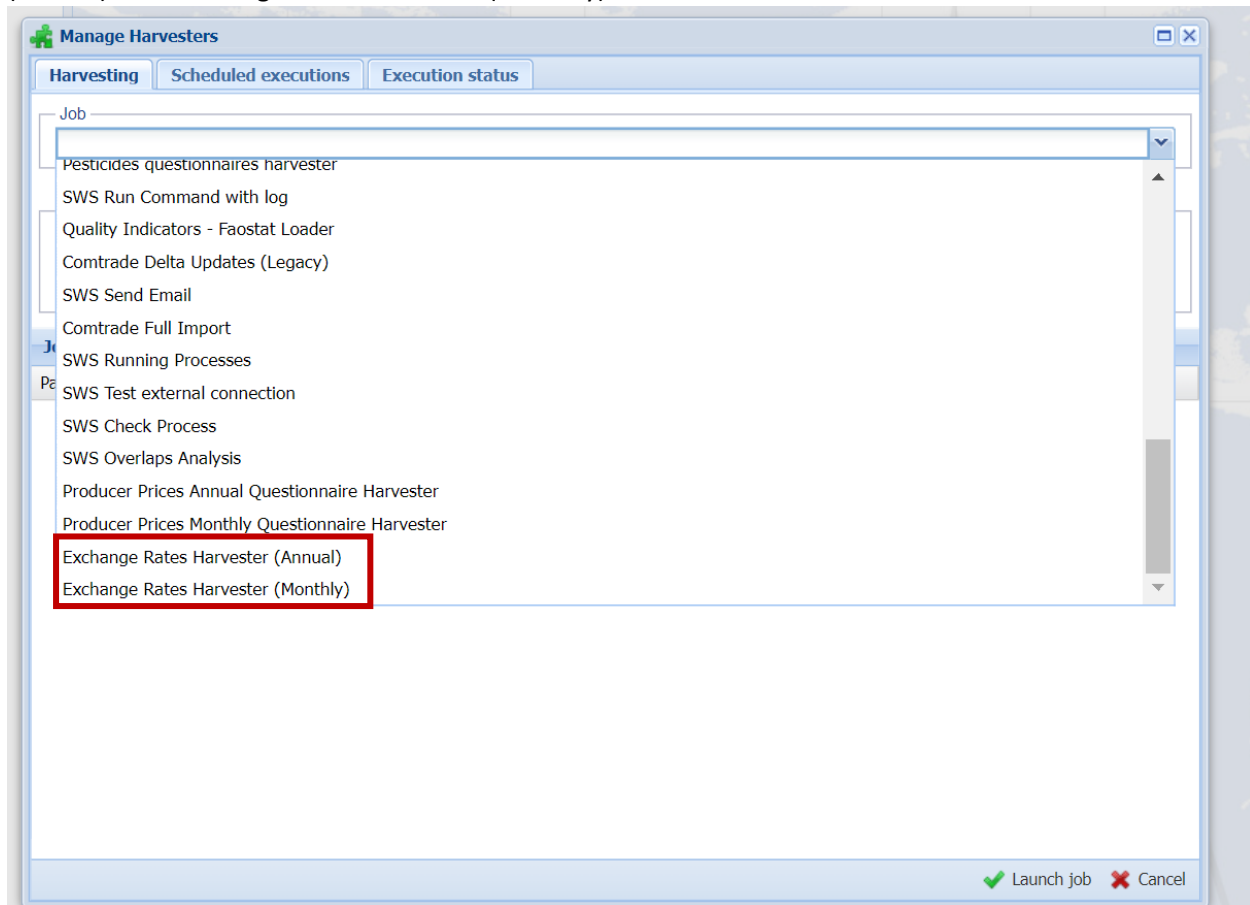 Manage Harvesters
Harvesting Scheduled executions Execution status
Job
Pesticides questionnaires harvester
SWS Run Command with log
Quality Indicators - Faostat Loader
Comtrade Delta Updates (Legacy)
SWS Send Email
Comtrade Full Import
SWS Running Processes
SWS Test external connection
SWS Check Process
SWS Overlaps Analysis
Producer Prices Annual Questionnaire Harvester
Producer Prices Monthly Questionnaire Harvester
Exchange Rates Harvester (Annual)
Exchange Rates Harvester (Monthly)
Launch job Cancel